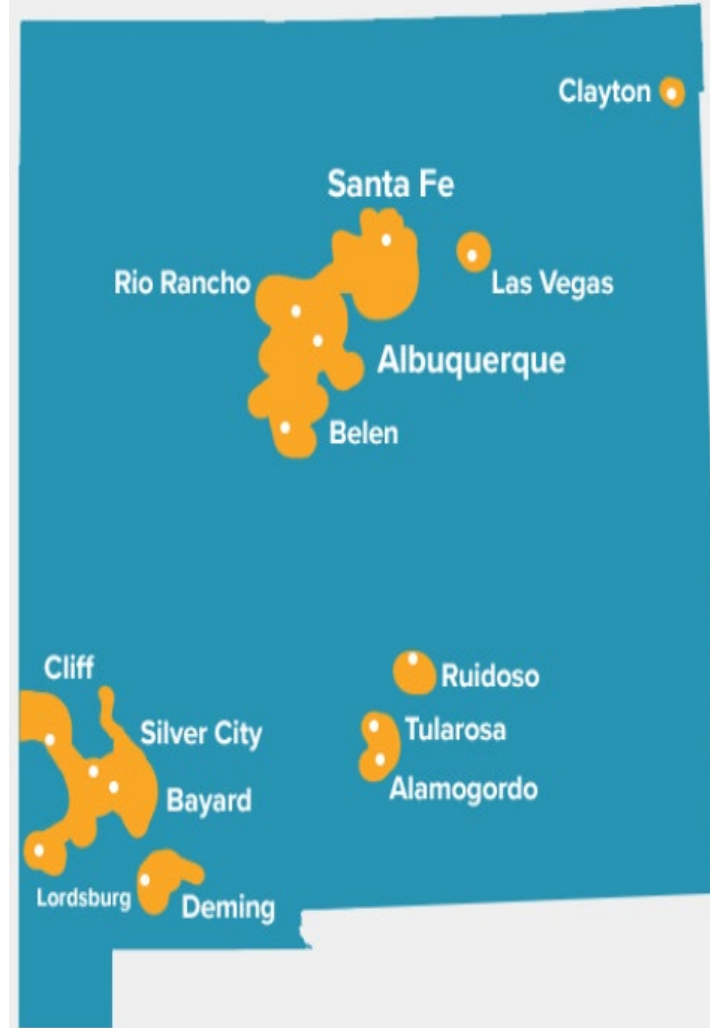 Clayton
Santa Fe
Rio Rancho
Las Vegas
Albuquerque
Belen
Cliff
Ruidoso
Silver City
Tularosa
Bayard
Alamogordo
Lordsburg
Deming